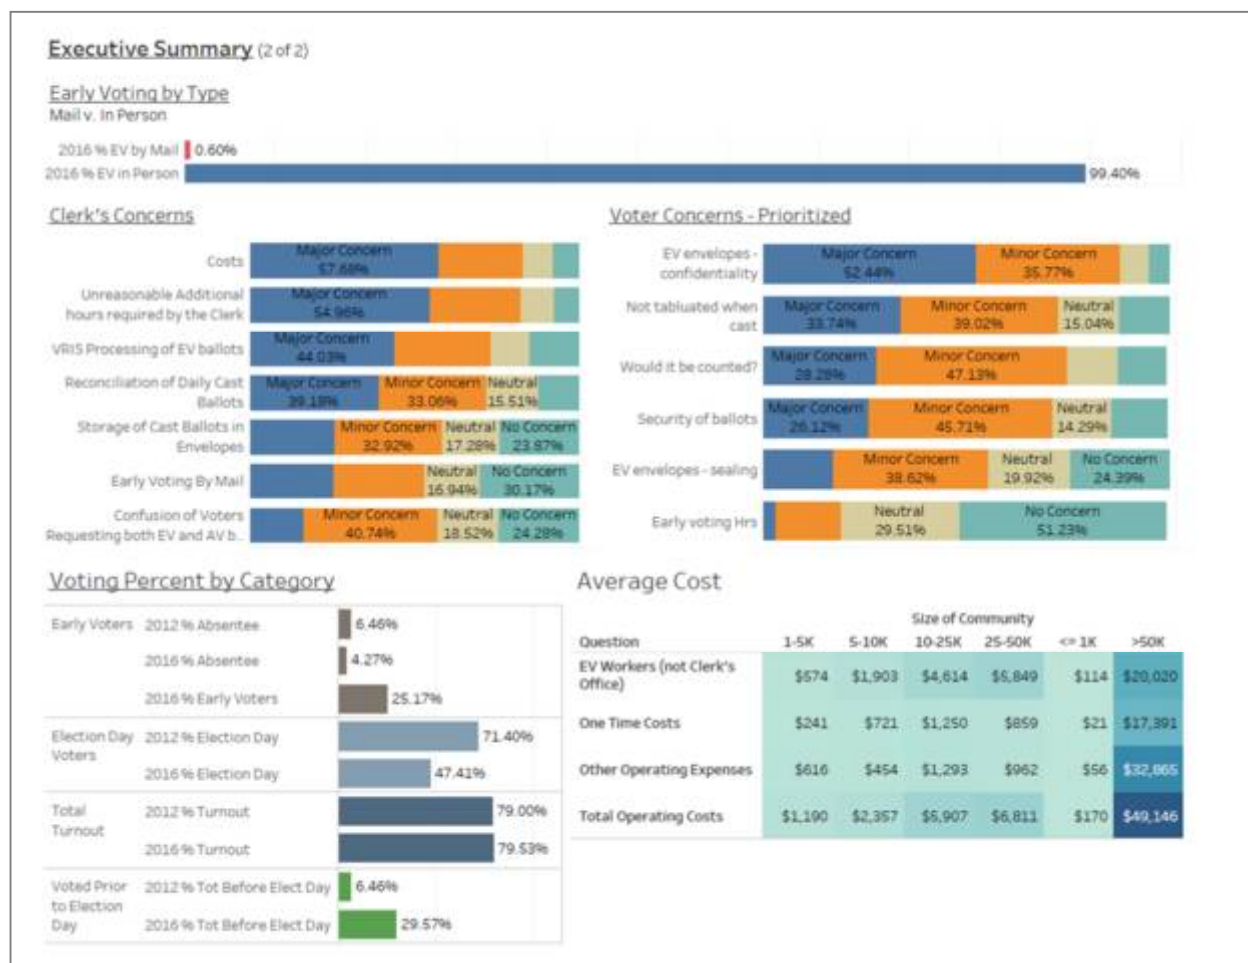 Executive Summary (2 of 2)
Early Voting by Type
Mail v. In Person
2016 % EV by Mail 0.60%
2016 % EV in Person 99.40%
Clerk's Concerns
Costs Major Concern
57.68%
Unreasonable Additional Major Concern
hours required by the Clerk 54.96%
VRIS Processing of EV ballots Major Concern
44.03%
Reconciliation of Daily Cast Major Concern Minor Concern Neutral
Ballots 39.18% 33.06% 15.51%
Storage of Cast Ballots in Minor Concern Neutral No Concern
Envelopes 32.92% 17.28% 23.87%
Early Voting By Mail Neutral No Concern
16.94% 30.17%
Confusion of Voters Minor Concern Neutral No Concern
Requesting both EV and AV b... 40.74% 18.52% 24.28%
Voter Concerns - Prioritized
EV envelopes - Major Concern Minor Concern
confidentiality 52.44% 35.77%
Not tabluated when Major Concern Minor Concern Neutral
cast 33.74% 39.02% 15.04%
Would it be counted? Major Concern Minor Concern
28.28% 47.13%
Security of ballots Major Concern Minor Concern Neutral
26.12% 45.71% 14.29%
EV envelopes - sealing Minor Concern Neutral No Concern
38.62% 19.92% 24.39%
Early voting Hrs Neutral No Concern
29.51% 51.23%
Voting Percent by Category
Early Voters 2012 % Absentee 6.46%
2016 % Absentee 4.27%
2016 % Early Voters 25.17%
Election Day 2012 % Election Day 71.40%
Voters
2016 % Election Day 47.41%
Total 2012 % Turnout 79.00%
Turnout
2016 % Turnout 79.53%
Voted Prior 2012 % Tot Before Elect Day 6.46%
to Election
Day 2016 % Tot Before Elect Day 29.57%
Average Cost
Size of Community
Question 1-5K 5-10K 10-25K 25-50K <= 1K >50K
EV Workers (not Clerk's $574 $1,903 $4,614 $5,849 $114 $20,020
Office)
One Time Costs $241 $721 $1,250 $859 $21 $17,391
Other Operating Expenses $616 $454 $1,293 $962 $56 $32,865
Total Operating Costs $1,190 $2,357 $5,907 $6,811 $170 $49,146